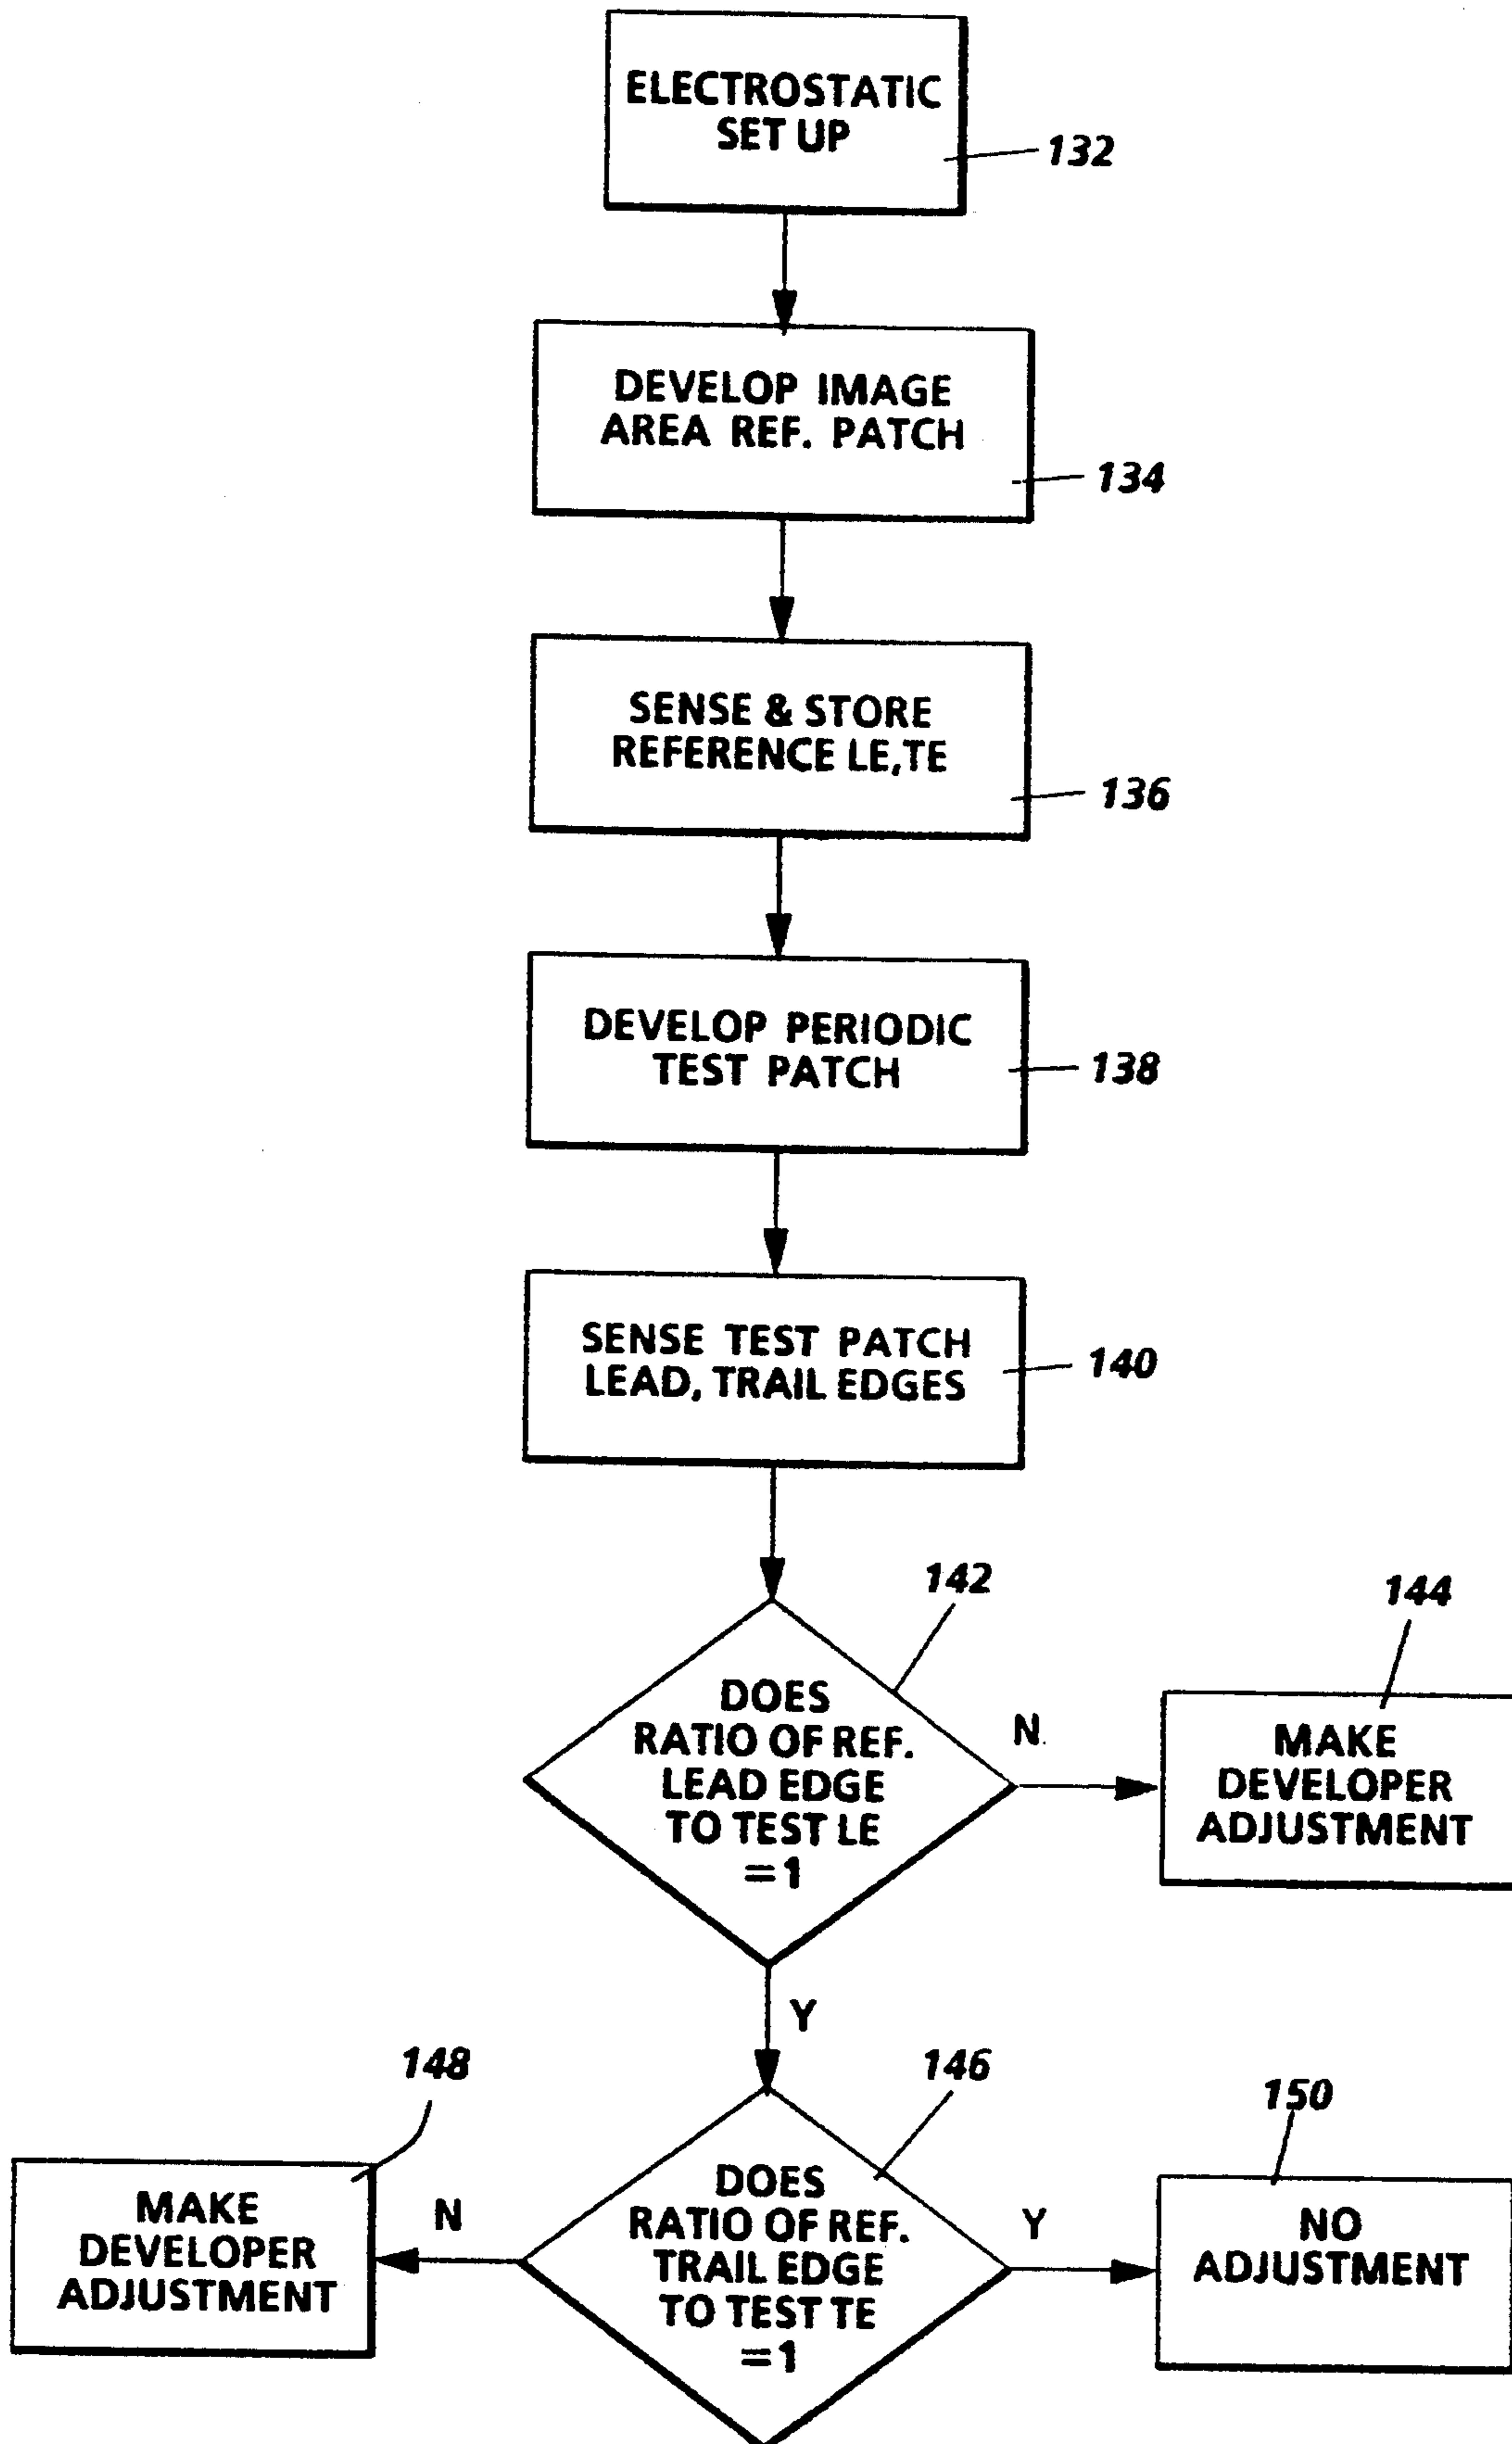 ELECTROSTATIC
SET UP
132
DEVELOP IMAGE
AREA REF. PATCH
134
SENSE & STORE
REFERENCE LE,TE
136
DEVELOP PERIODIC
TEST PATCH
138
SENSE TEST PATCH
LEAD, TRAIL EDGES
140
142
DOES
RATIO OF REF.
LEAD EDGE
TO TEST LE
=1
N
144
MAKE
DEVELOPER
ADJUSTMENT
Y
146
DOES
RATIO OF REF.
TRAIL EDGE
TO TEST TE
=1
N
148
MAKE
DEVELOPER
ADJUSTMENT
Y
150
NO
ADJUSTMENT